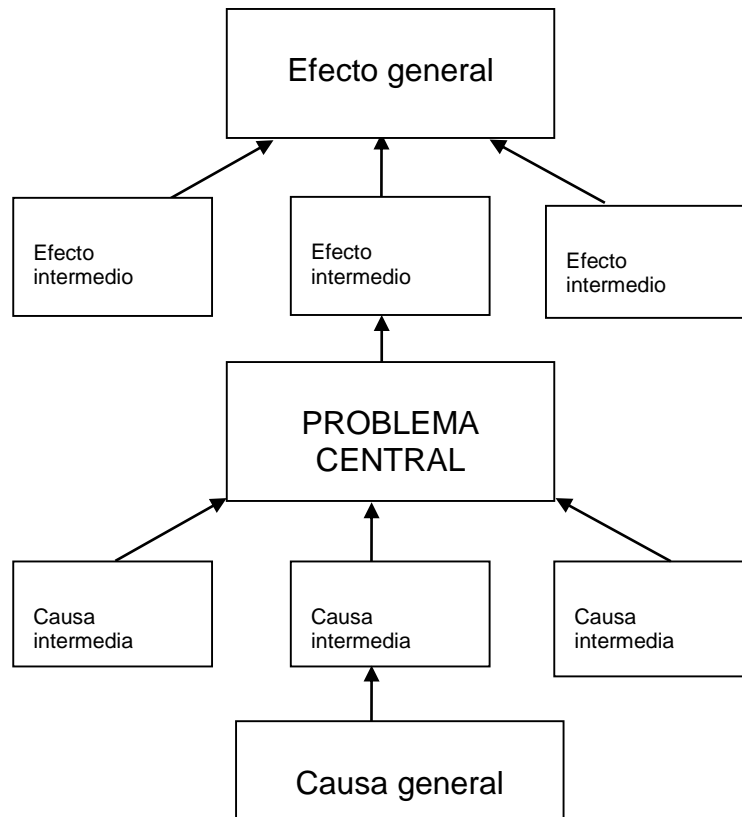 Efecto general
Efecto
intermedio
Efecto
intermedio
Efecto
intermedio
PROBLEMA
CENTRAL
Causa
intermedia
Causa
intermedia
Causa
intermedia
Causa general